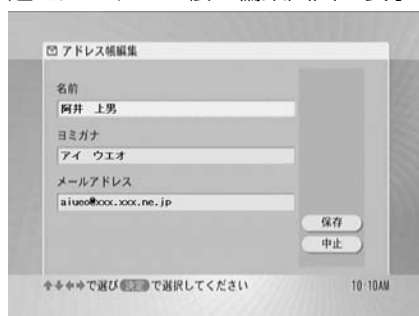 アドレス帳編集
名前
阿井 上男
ヨミガナ
アイ ウエオ
メールアドレス
aiueo@xxx.xxx.ne.jp
保存
中止
で選び 決定 で選択してください
10:10AM